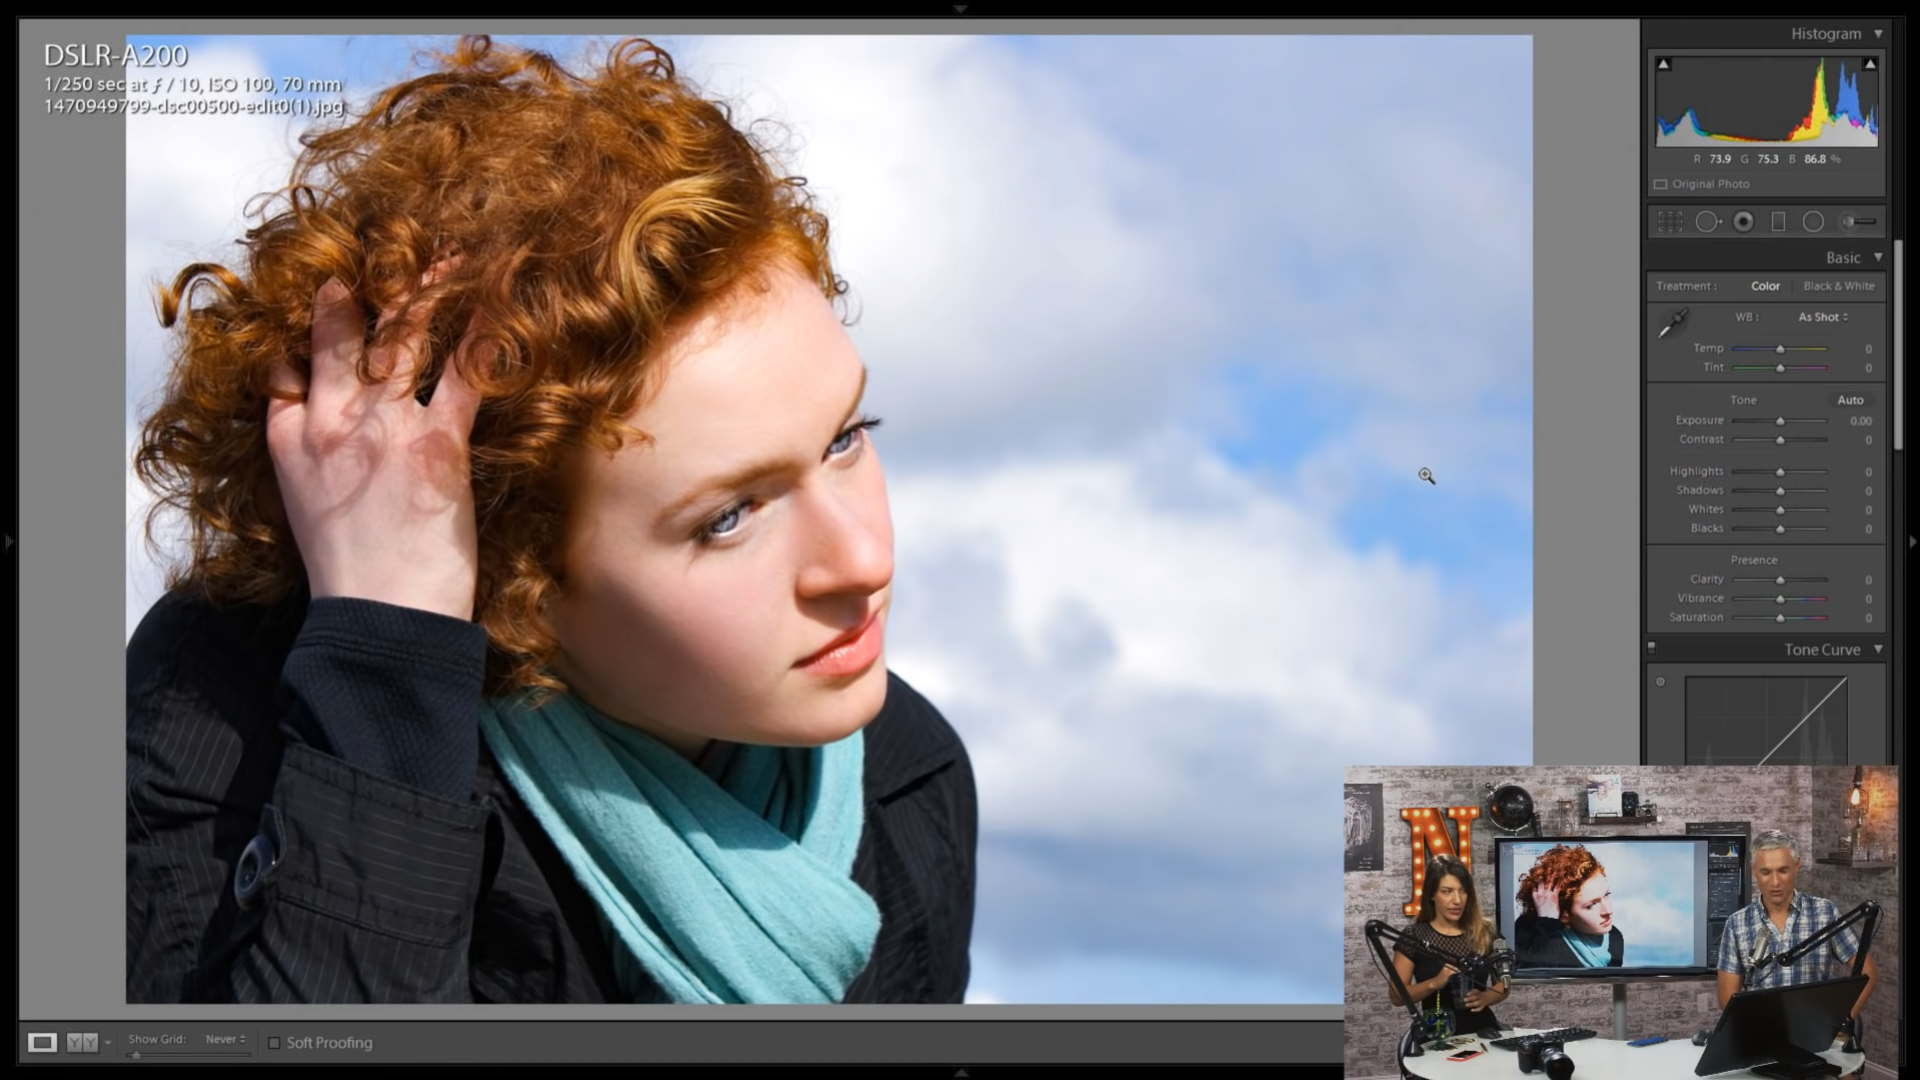 DSLR-A200
1/250 sec at ƒ / 10, ISO 100, 70 mm
1470949799-dsc00500-edit0(1).jpg
Histogram
R 73.9 G 75.3 B 86.8 %
Original Photo
Basic
Treatment : Color Black & White
WB : As Shot
Temp 0
Tint 0
Tone Auto
Exposure 0.00
Contrast 0
Highlights 0
Shadows 0
Whites 0
Blacks 0
Presence
Clarity 0
Vibrance 0
Saturation 0
Tone Curve
N
YY Show Grid: Never Soft Proofing